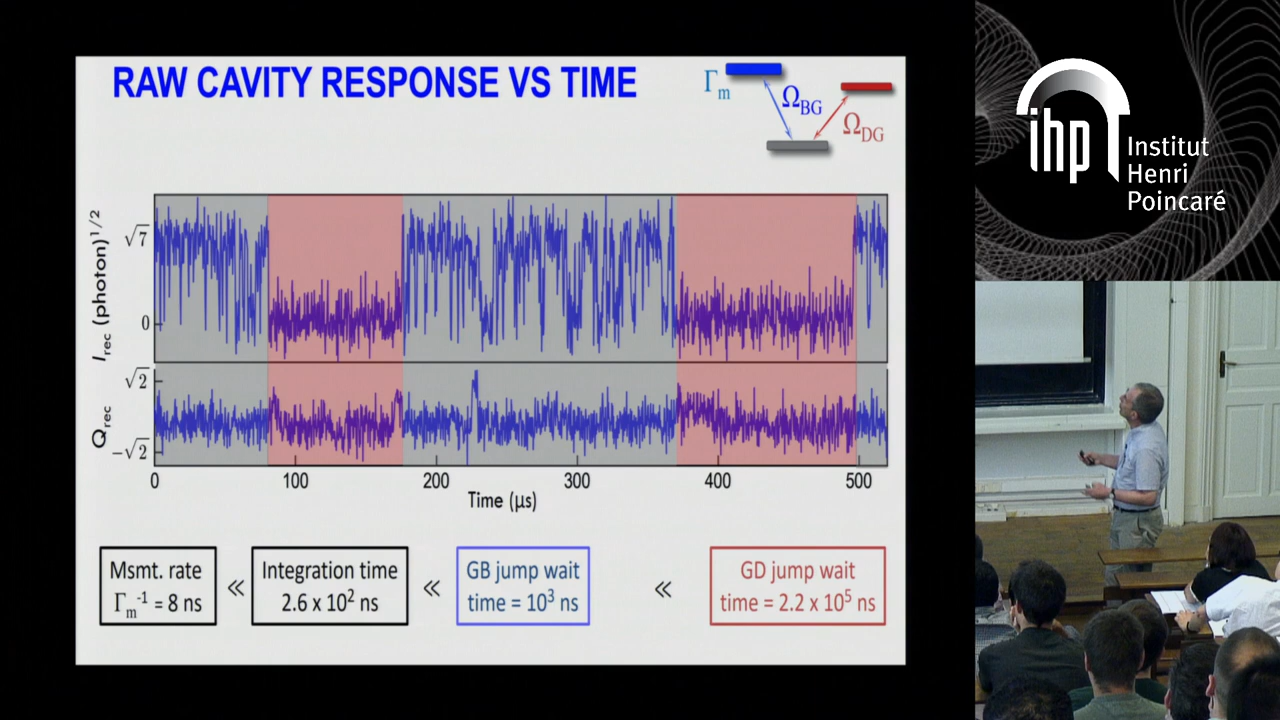 RAW CAVITY RESPONSE VS TIME
Γm
ΩBG
ΩDG
Irec (photon)^1/2
√7
0
Qrec
√2
−√2
0 100 200 300 400 500
Time (μs)
Msmt. rate
Γm^-1 = 8 ns
≪
Integration time
2.6 x 10^2 ns
≪
GB jump wait
time = 10^3 ns
≪
GD jump wait
time = 2.2 x 10^5 ns
ihp
Institut
Henri
Poincaré